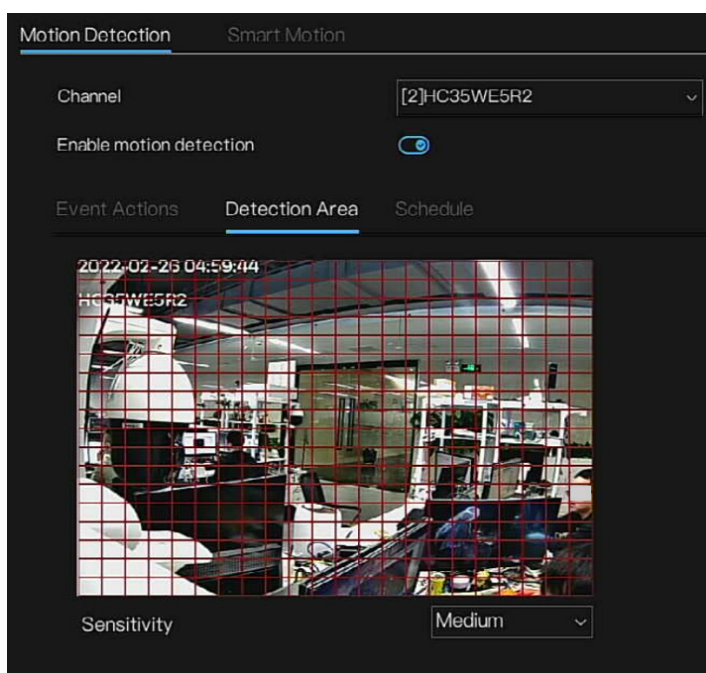 Motion Detection Smart Motion
Channel [2]HC35WE5R2
Enable motion detection
Event Actions Detection Area Schedule
2022-02-26 04:59:44
HC35WE5R2
Sensitivity Medium